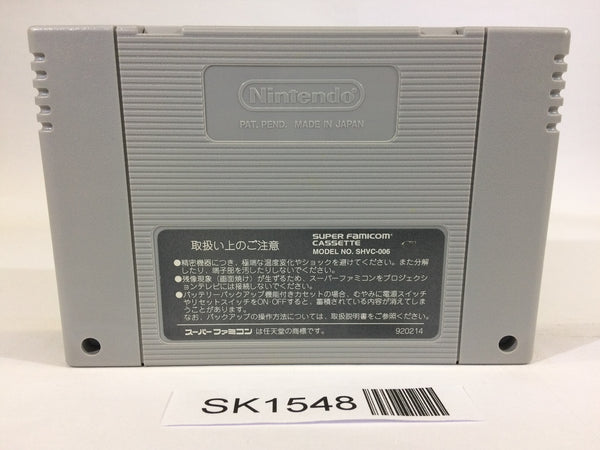 Nintendo
PAT. PEND. MADE IN JAPAN
取扱い上のご注意
SUPER FAMICOM
CASSETTE
MODEL NO. SHVC-006
●精密機器につき、極端な温度変化やショックを避けてください。また分解
したり、端子部を汚したりしないでください。
●残像現象（画面焼け）が生ずるため、スーパーファミコンをプロジェクシ
ョンテレビには接続しないでください。
●バッテリーバックアップ機能付きカセットの場合、むやみに電源スイッチ
やリセットスイッチをON・OFFすると、蓄積されている内容が消えてしま
うことがあります。
なお、バックアップの操作方法については、取扱説明書をご参照ください。
スーパーファミコン は任天堂の商標です。 920214
SK1548